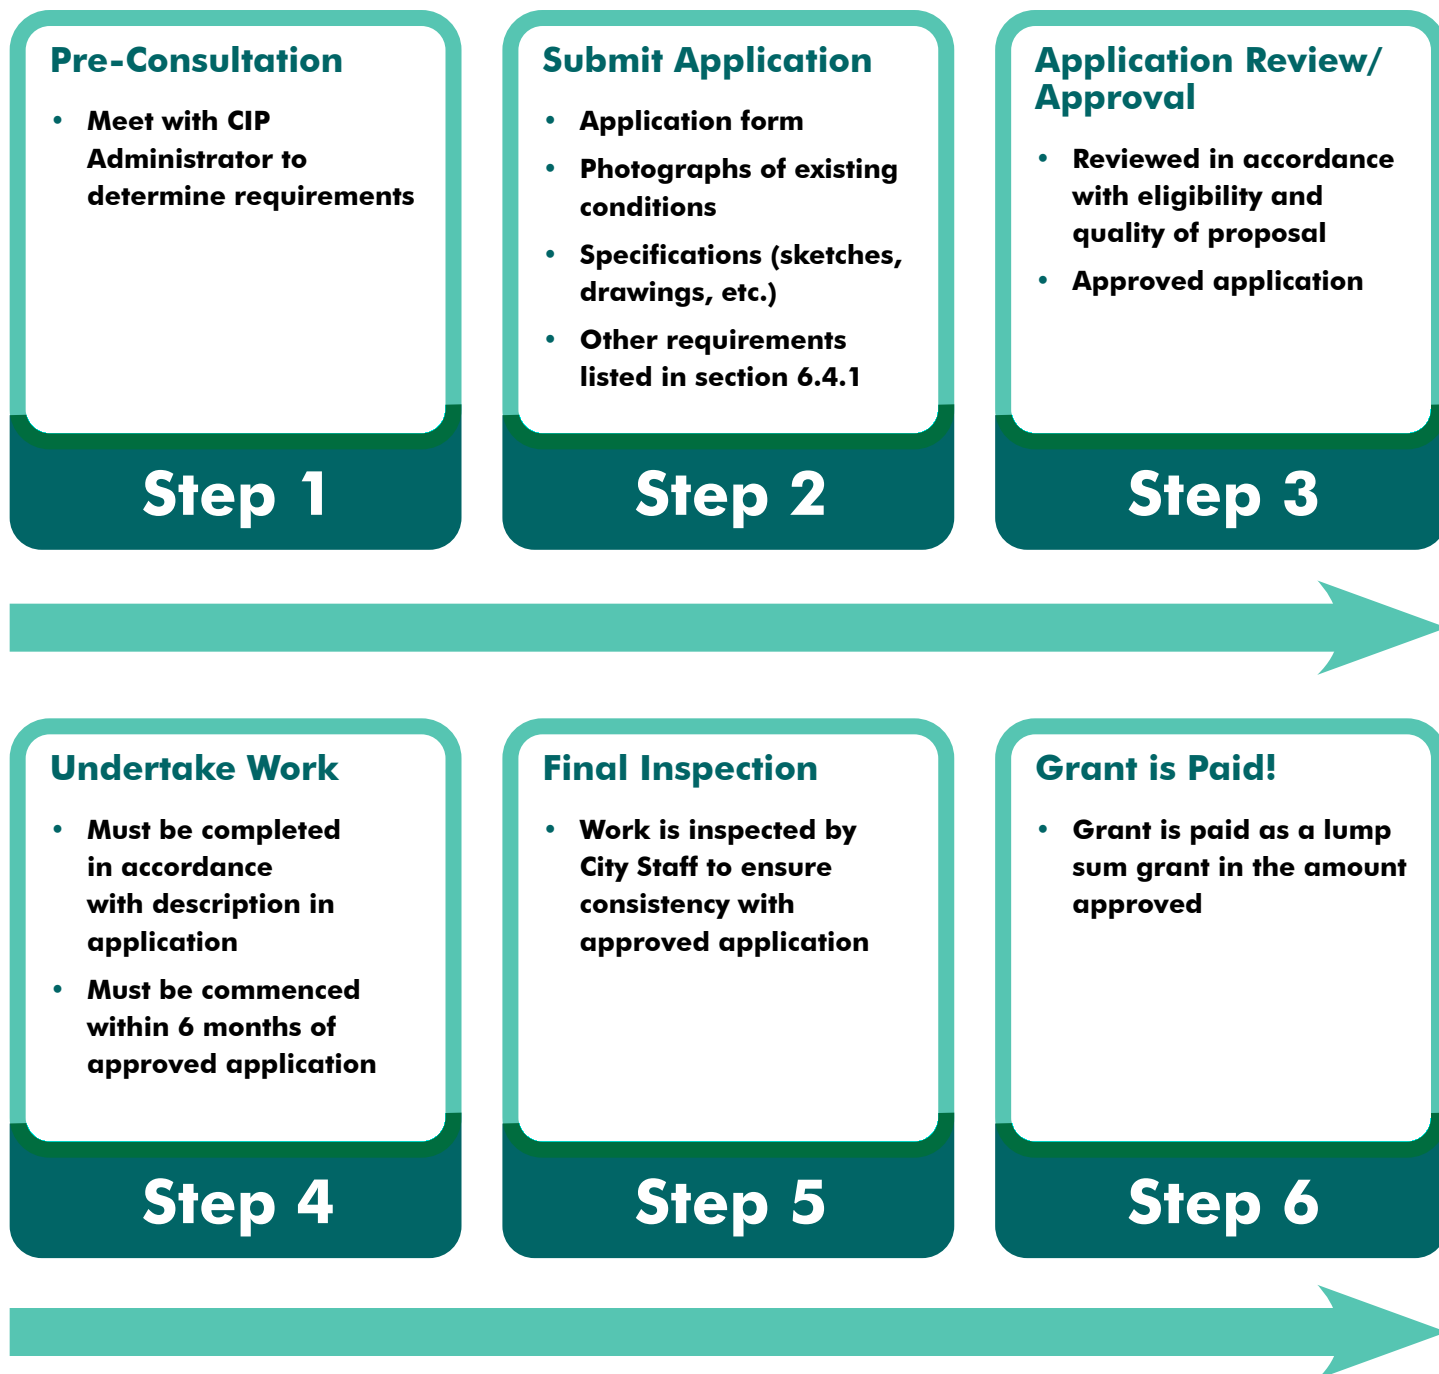 Pre-Consultation
• Meet with CIP
Administrator to
determine requirements
Step 1
Submit Application
• Application form
• Photographs of existing
conditions
• Specifications (sketches,
drawings, etc.)
• Other requirements
listed in section 6.4.1
Step 2
Application Review/
Approval
• Reviewed in accordance
with eligibility and
quality of proposal
• Approved application
Step 3
Undertake Work
• Must be completed
in accordance
with description in
application
• Must be commenced
within 6 months of
approved application
Step 4
Final Inspection
• Work is inspected by
City Staff to ensure
consistency with
approved application
Step 5
Grant is Paid!
• Grant is paid as a lump
sum grant in the amount
approved
Step 6